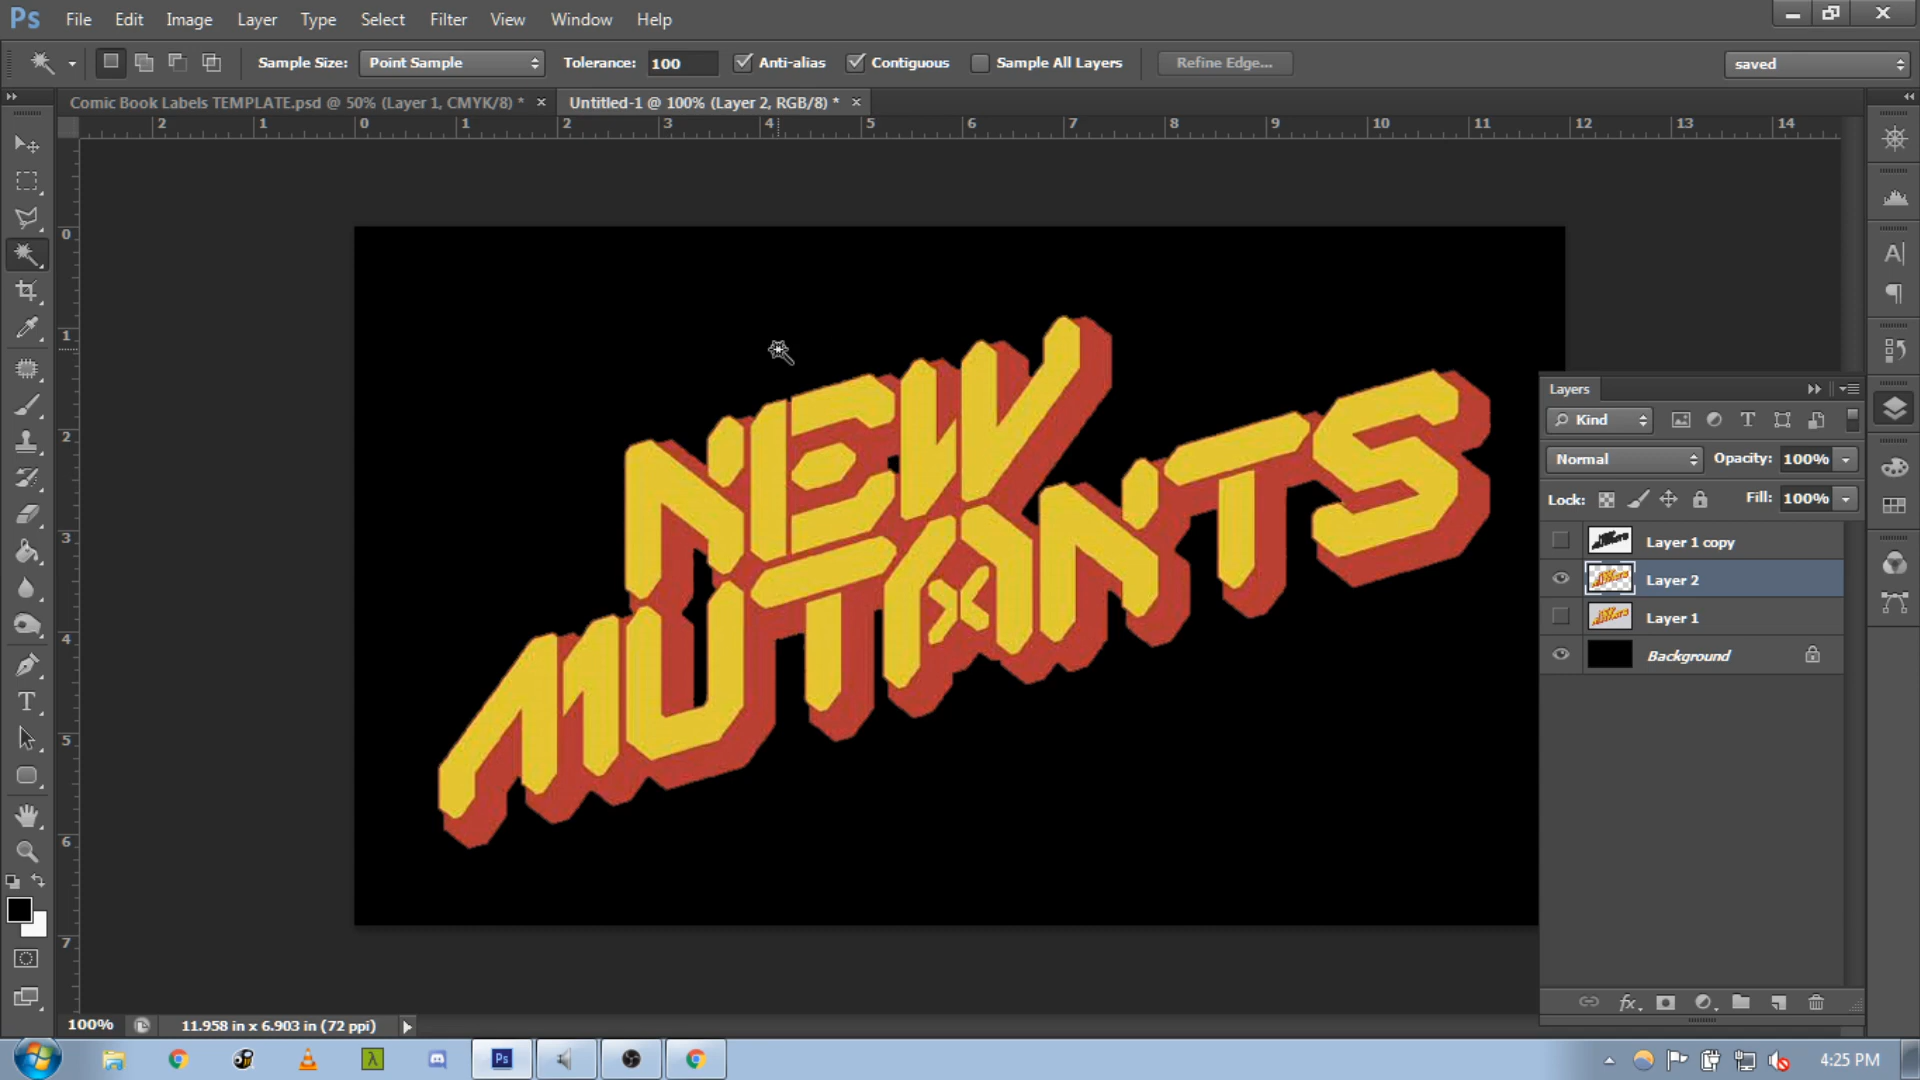 Ps File Edit Image Layer Type Select Filter View Window Help
Sample Size: Point Sample Tolerance: 100 Anti-alias Contiguous Sample All Layers Refine Edge... saved
Comic Book Labels TEMPLATE.psd @ 50% (Layer 1, CMYK/8) * × Untitled-1 @ 100% (Layer 2, RGB/8) * ×
2 1 0 1 2 3 4 5 6 7 8 9 10 11 12 13 14
0
1
2
3
4
5
6
7
NEW
MUTANTS
Layers
Kind
Normal Opacity: 100%
Lock: Fill: 100%
Layer 1 copy
Layer 2
Layer 1
Background
fx
100% 11.958 in x 6.903 in (72 ppi)
Ps
4:25 PM